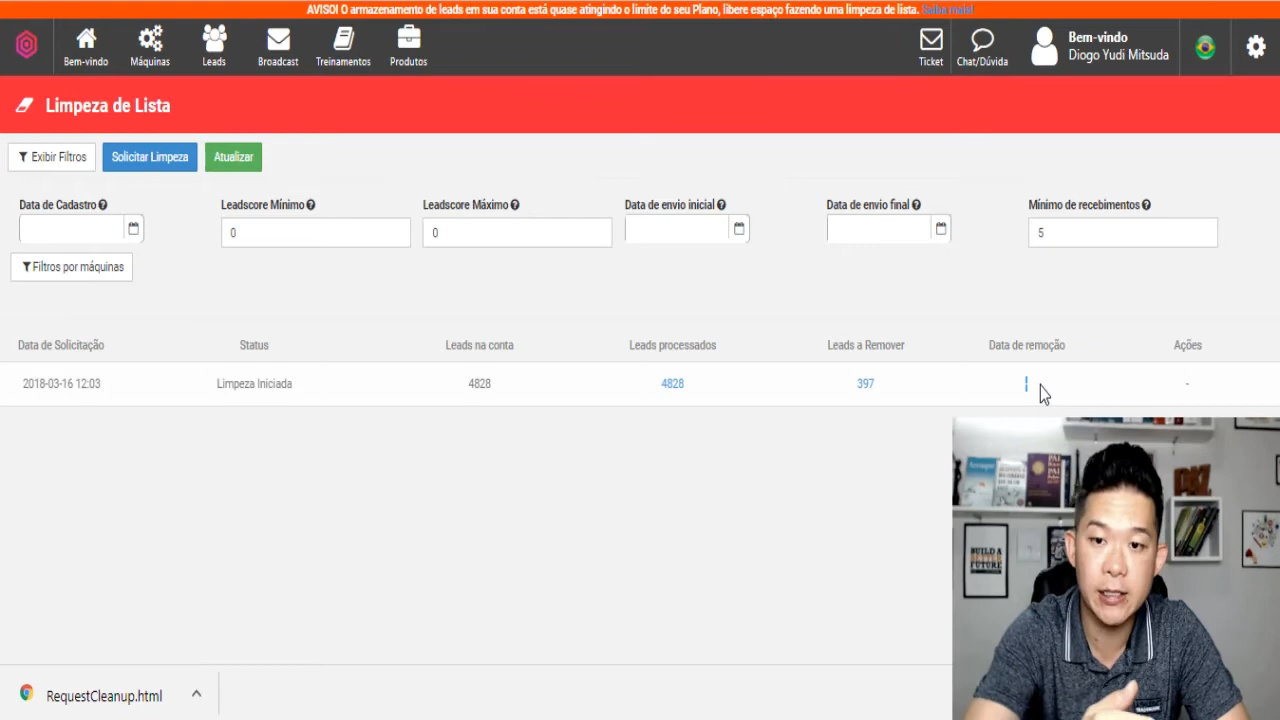 AVISO! O armazenamento de leads em sua conta está quase atingindo o limite do seu Plano, libere espaço fazendo uma limpeza de lista. Saiba mais!
Bem-vindo
Máquinas
Leads
Broadcast
Treinamentos
Produtos
Ticket
Chat/Dúvida
Bem-vindo
Diogo Yudi Mitsuda
Limpeza de Lista
Exibir Filtros
Solicitar Limpeza
Atualizar
Data de Cadastro
Leadscore Mínimo
Leadscore Máximo
Data de envio inicial
Data de envio final
Mínimo de recebimentos
0
0
5
Filtros por máquinas
Data de Solicitação
Status
Leads na conta
Leads processados
Leads a Remover
Data de remoção
Ações
2018-03-16 12:03
Limpeza Iniciada
4828
4828
397
-
BUILD A
BETTER
FUTURE
RequestCleanup.html